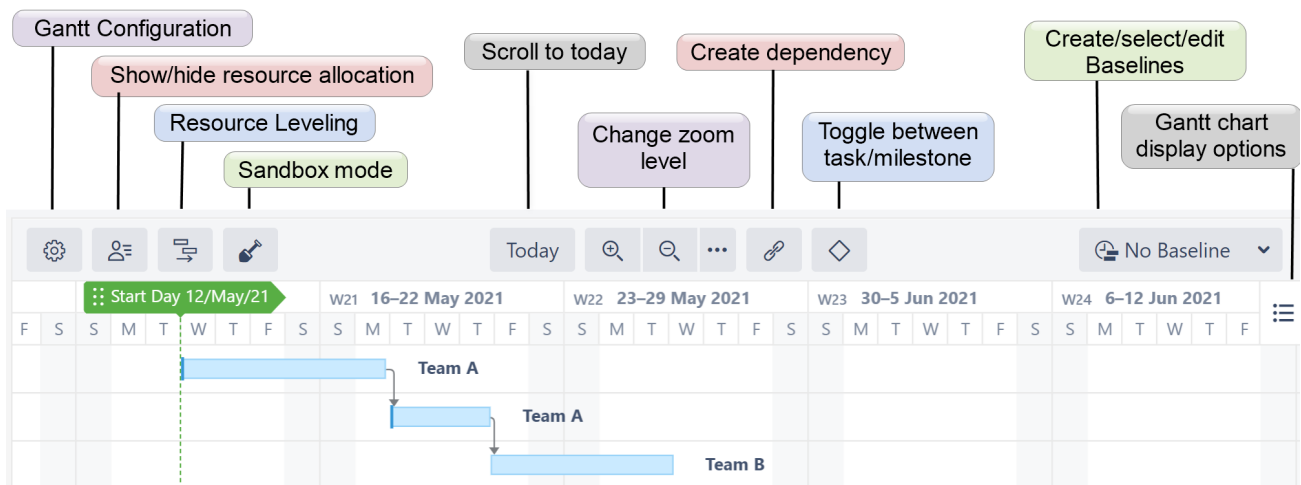 Gantt Configuration
Show/hide resource allocation
Resource Leveling
Sandbox mode
Scroll to today
Change zoom
level
Create dependency
Toggle between
task/milestone
Create/select/edit
Baselines
Gantt chart
display options
Today
No Baseline
Start Day 12/May/21
W21 16–22 May 2021
W22 23–29 May 2021
W23 30–5 Jun 2021
W24 6–12 Jun 2021
F S S M T W T F S S M T W T F S S M T W T F S S M T W T F S S M T W T F
Team A
Team A
Team B